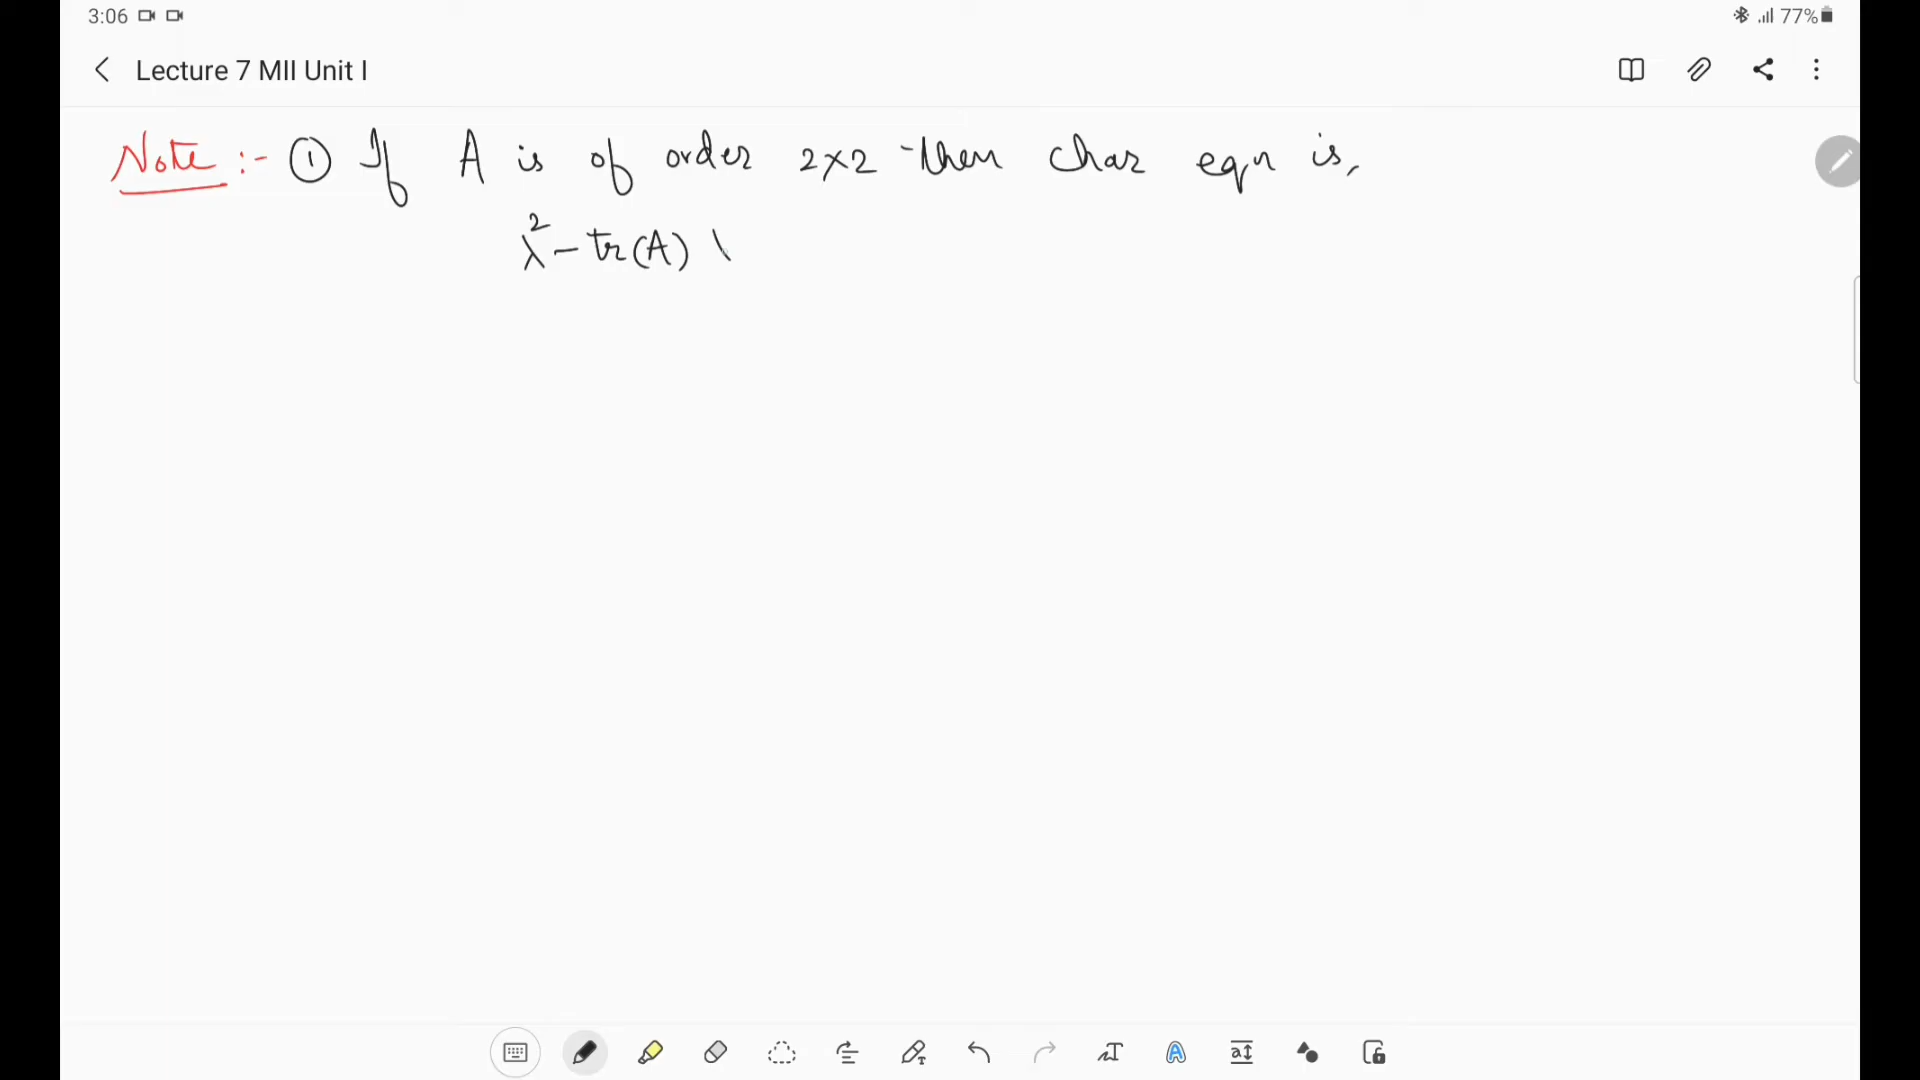 3:06 77%
Lecture 7 MII Unit I
Note :- ① If A is of order 2×2 then Char eqn is,
λ² - tr(A) \